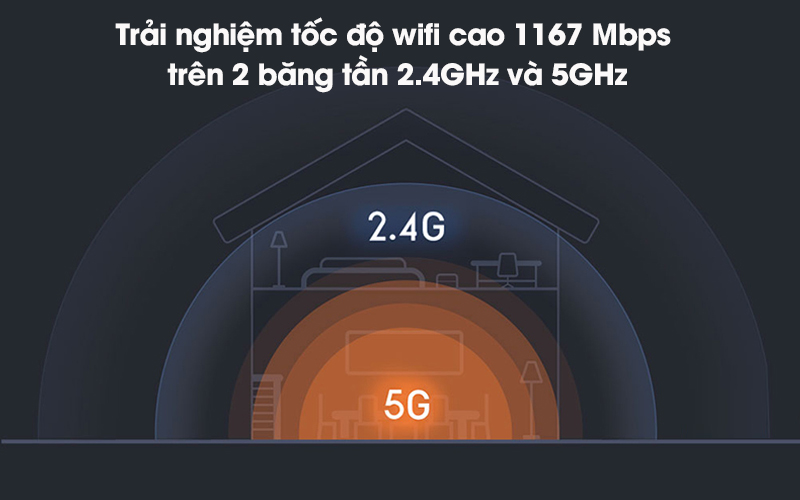 Trải nghiệm tốc độ wifi cao 1167 Mbps
trên 2 băng tần 2.4GHz và 5GHz
2.4G
5G